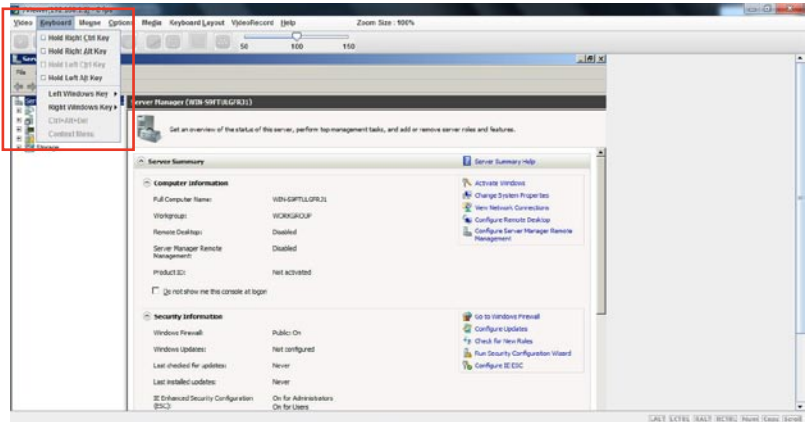 Video Keyboard Mouse Options Media Keyboard Layout VideoRecord Help Zoom Size : 100%
50 100 150
Hold Right Ctrl Key
Hold Right Alt Key
Hold Left Ctrl Key
Hold Left Alt Key
Left Windows Key
Right Windows Key
Ctrl+Alt+Del
Context Menu
Storage
Server Manager
Get an overview of the status of this server, perform top management tasks, and add or remove server roles and features.
Server Summary
Server Summary Help
Computer Information
Full Computer Name:
Workgroup: WORKGROUP
Remote Desktop: Disabled
Server Manager Remote Management: Disabled
Product ID: Not activated
Do not show me this console at logon
Activate Windows
Change System Properties
View Network Connections
Configure Remote Desktop
Configure Server Manager Remote
Management
Security Information
Windows Firewall: Public: On
Windows Updates: Not configured
Last checked for updates: Never
Last installed updates: Never
IE Enhanced Security Configuration On for Administrators
(ESC): On for Users
Go to Windows Firewall
Configure Updates
Check for New Roles
Run Security Configuration Wizard
Configure IE ESC
LALT LCTRL RALT RCTRL Num Caps Scroll